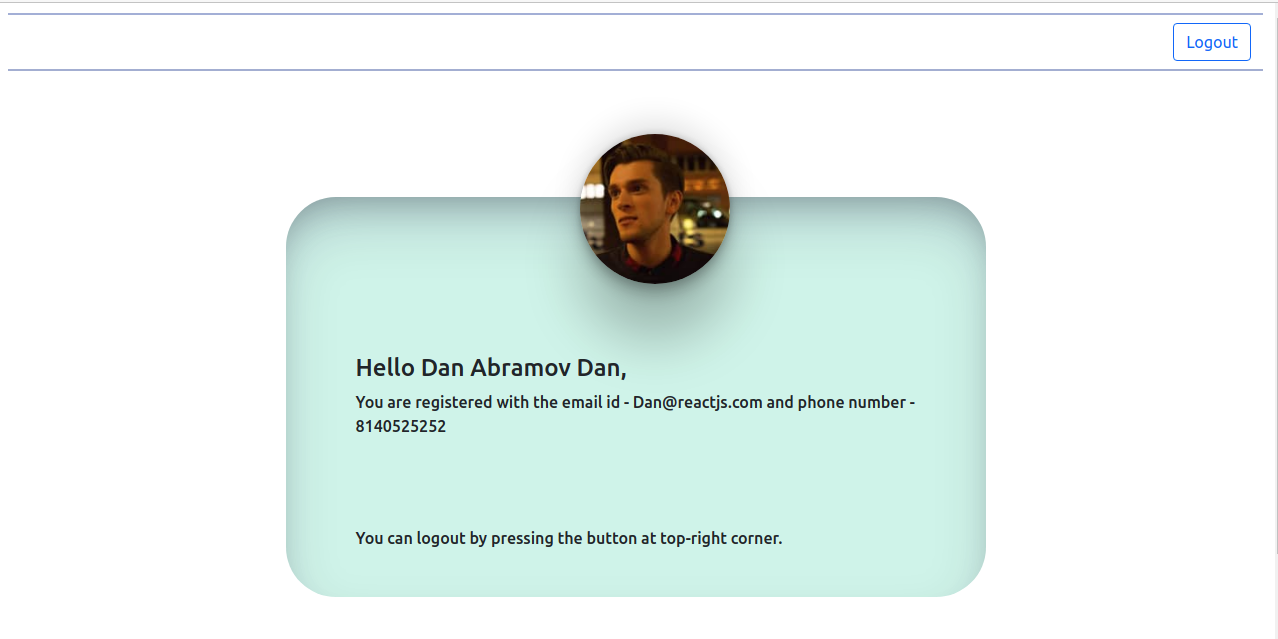 Logout
Hello Dan Abramov Dan,
You are registered with the email id - Dan@reactjs.com and phone number -
8140525252
You can logout by pressing the button at top-right corner.